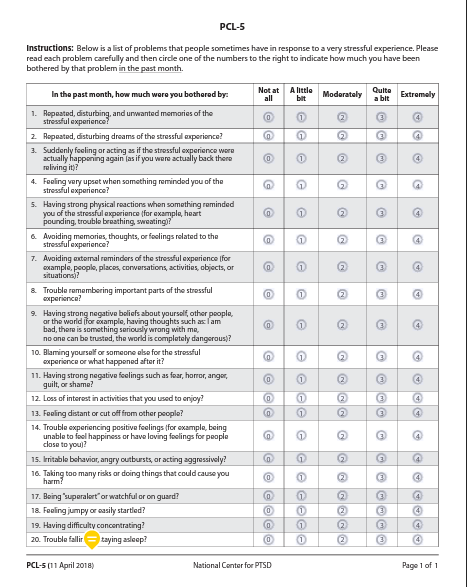 PCL-5
Instructions: Below is a list of problems that people sometimes have in response to a very stressful experience. Please
read each problem carefully and then circle one of the numbers to the right to indicate how much you have been
bothered by that problem in the past month.
In the past month, how much were you bothered by: Not at all A little bit Moderately Quite a bit Extremely
1. Repeated, disturbing, and unwanted memories of the
stressful experience? 0 1 2 3 4
2. Repeated, disturbing dreams of the stressful experience? 0 1 2 3 4
3. Suddenly feeling or acting as if the stressful experience were
actually happening again (as if you were actually back there
reliving it)? 0 1 2 3 4
4. Feeling very upset when something reminded you of the
stressful experience? 0 1 2 3 4
5. Having strong physical reactions when something reminded
you of the stressful experience (for example, heart
pounding, trouble breathing, sweating)? 0 1 2 3 4
6. Avoiding memories, thoughts, or feelings related to the
stressful experience? 0 1 2 3 4
7. Avoiding external reminders of the stressful experience (for
example, people, places, conversations, activities, objects, or
situations)? 0 1 2 3 4
8. Trouble remembering important parts of the stressful
experience? 0 1 2 3 4
9. Having strong negative beliefs about yourself, other people,
or the world (for example, having thoughts such as: I am
bad, there is something seriously wrong with me,
no one can be trusted, the world is completely dangerous)? 0 1 2 3 4
10. Blaming yourself or someone else for the stressful
experience or what happened after it? 0 1 2 3 4
11. Having strong negative feelings such as fear, horror, anger,
guilt, or shame? 0 1 2 3 4
12. Loss of interest in activities that you used to enjoy? 0 1 2 3 4
13. Feeling distant or cut off from other people? 0 1 2 3 4
14. Trouble experiencing positive feelings (for example, being
unable to feel happiness or have loving feelings for people
close to you)? 0 1 2 3 4
15. Irritable behavior, angry outbursts, or acting aggressively? 0 1 2 3 4
16. Taking too many risks or doing things that could cause you
harm? 0 1 2 3 4
17. Being "superalert" or watchful or on guard? 0 1 2 3 4
18. Feeling jumpy or easily startled? 0 1 2 3 4
19. Having difficulty concentrating? 0 1 2 3 4
20. Trouble asleep? 0 1 2 3 4
PCL-5 (11 April 2018) National Center for PTSD Page 1 of 1